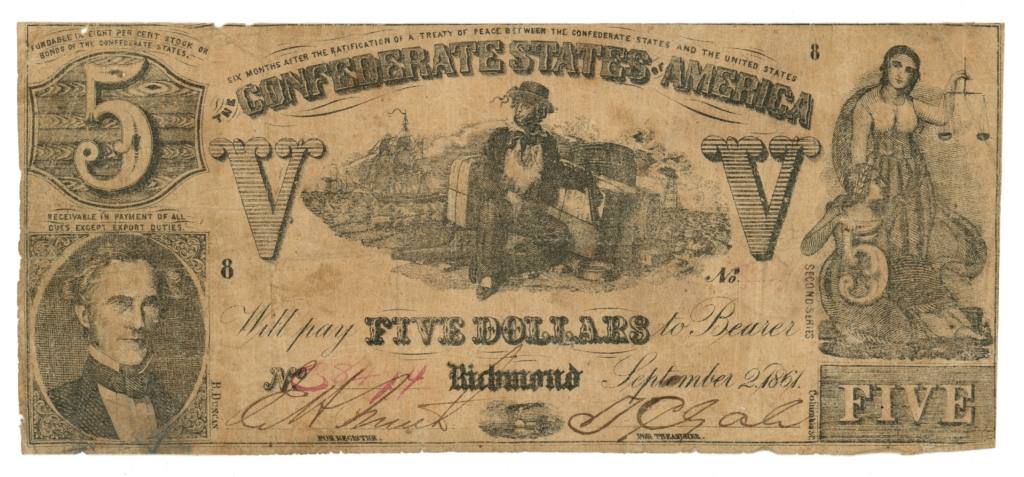 FUNDABLE IN EIGHT PER CENT STOCK OR
BONDS OF THE CONFEDERATE STATES.
SIX MONTHS AFTER THE RATIFICATION OF A TREATY OF PEACE BETWEEN THE CONFEDERATE STATES AND THE UNITED STATES
8
THE CONFEDERATE STATES OF AMERICA
5
V
V
RECEIVABLE IN PAYMENT OF ALL
DUES EXCEPT EXPORT DUTIES.
8
No.
5
SECOND SERIES
Will pay FIVE DOLLARS to Bearer
No
Richmond September 2, 1861.
B. DUNCAN
Columbia S.C.
FIVE
FOR REGISTER.
FOR TREASURER.